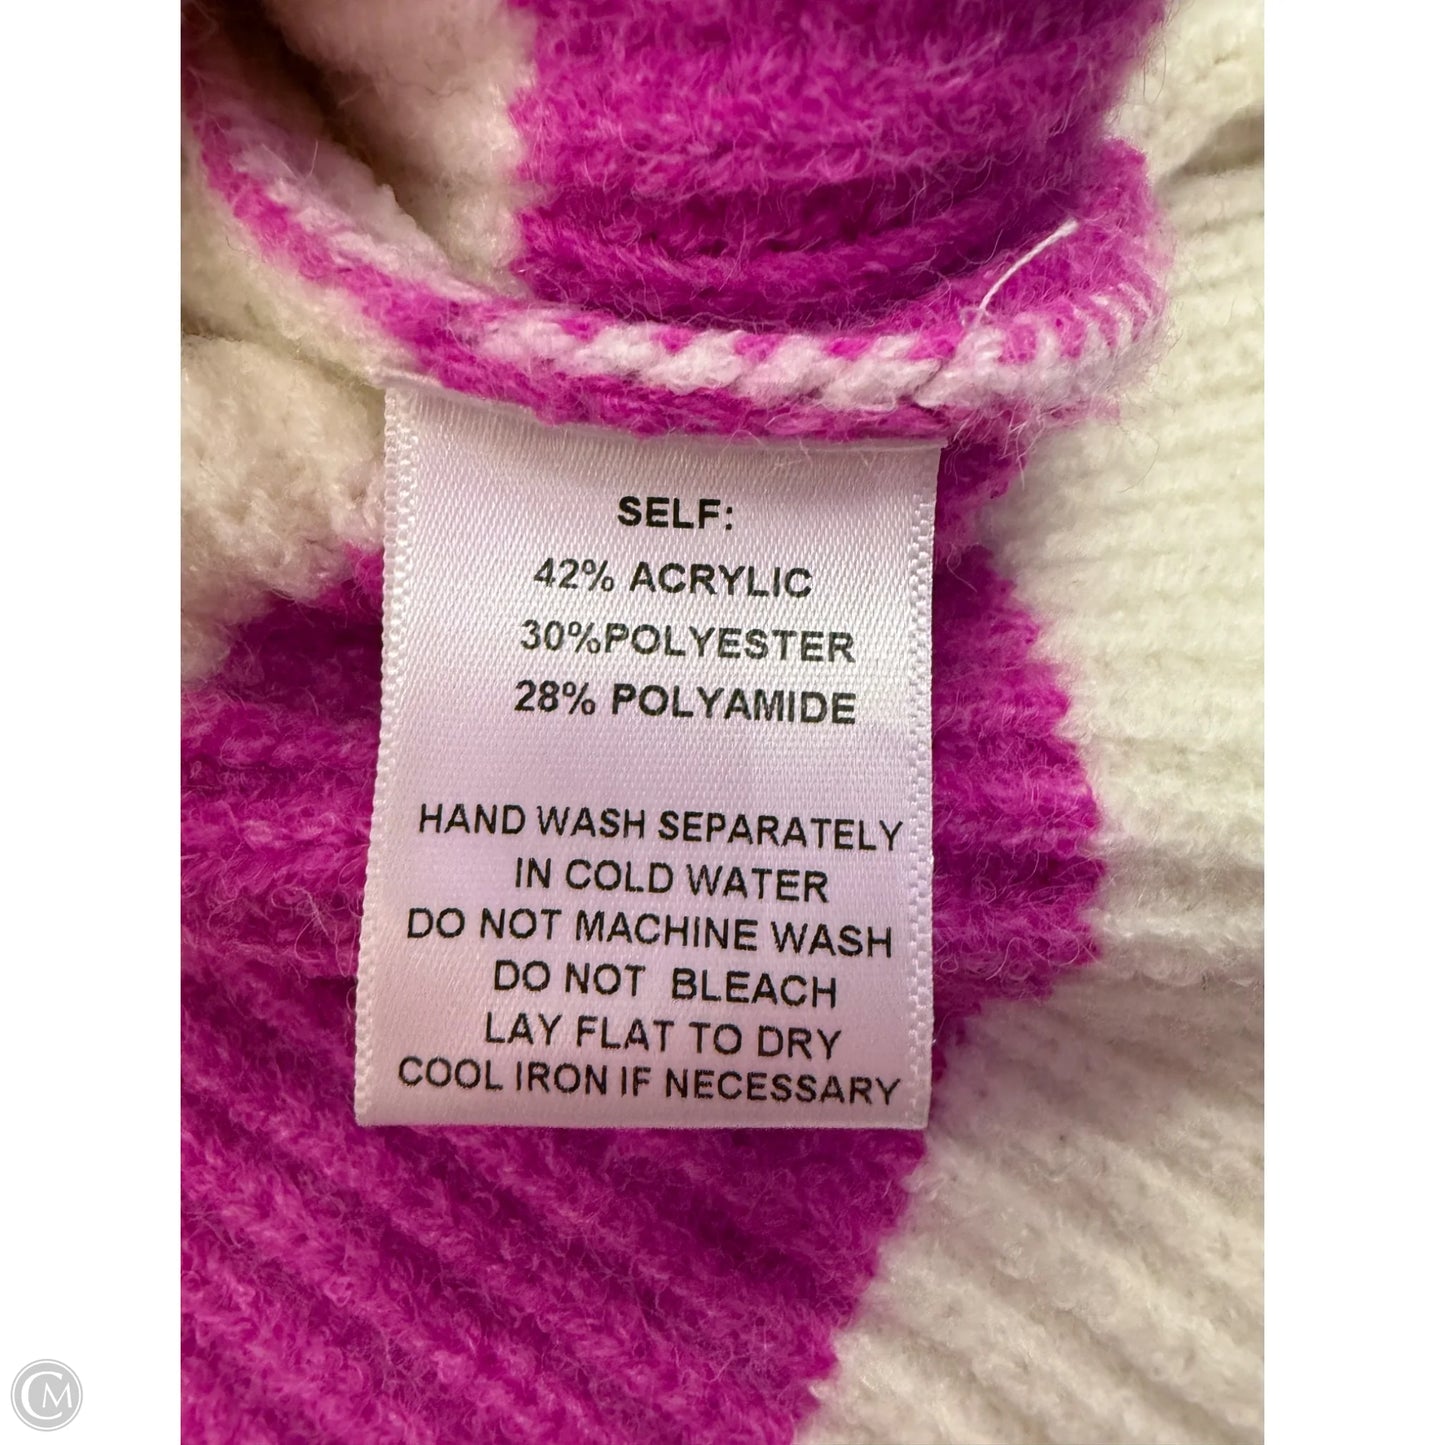 SELF:
42% ACRYLIC
30%POLYESTER
28% POLYAMIDE
HAND WASH SEPARATELY
IN COLD WATER
DO NOT MACHINE WASH
DO NOT  BLEACH
LAY FLAT TO DRY
COOL IRON IF NECESSARY
CM